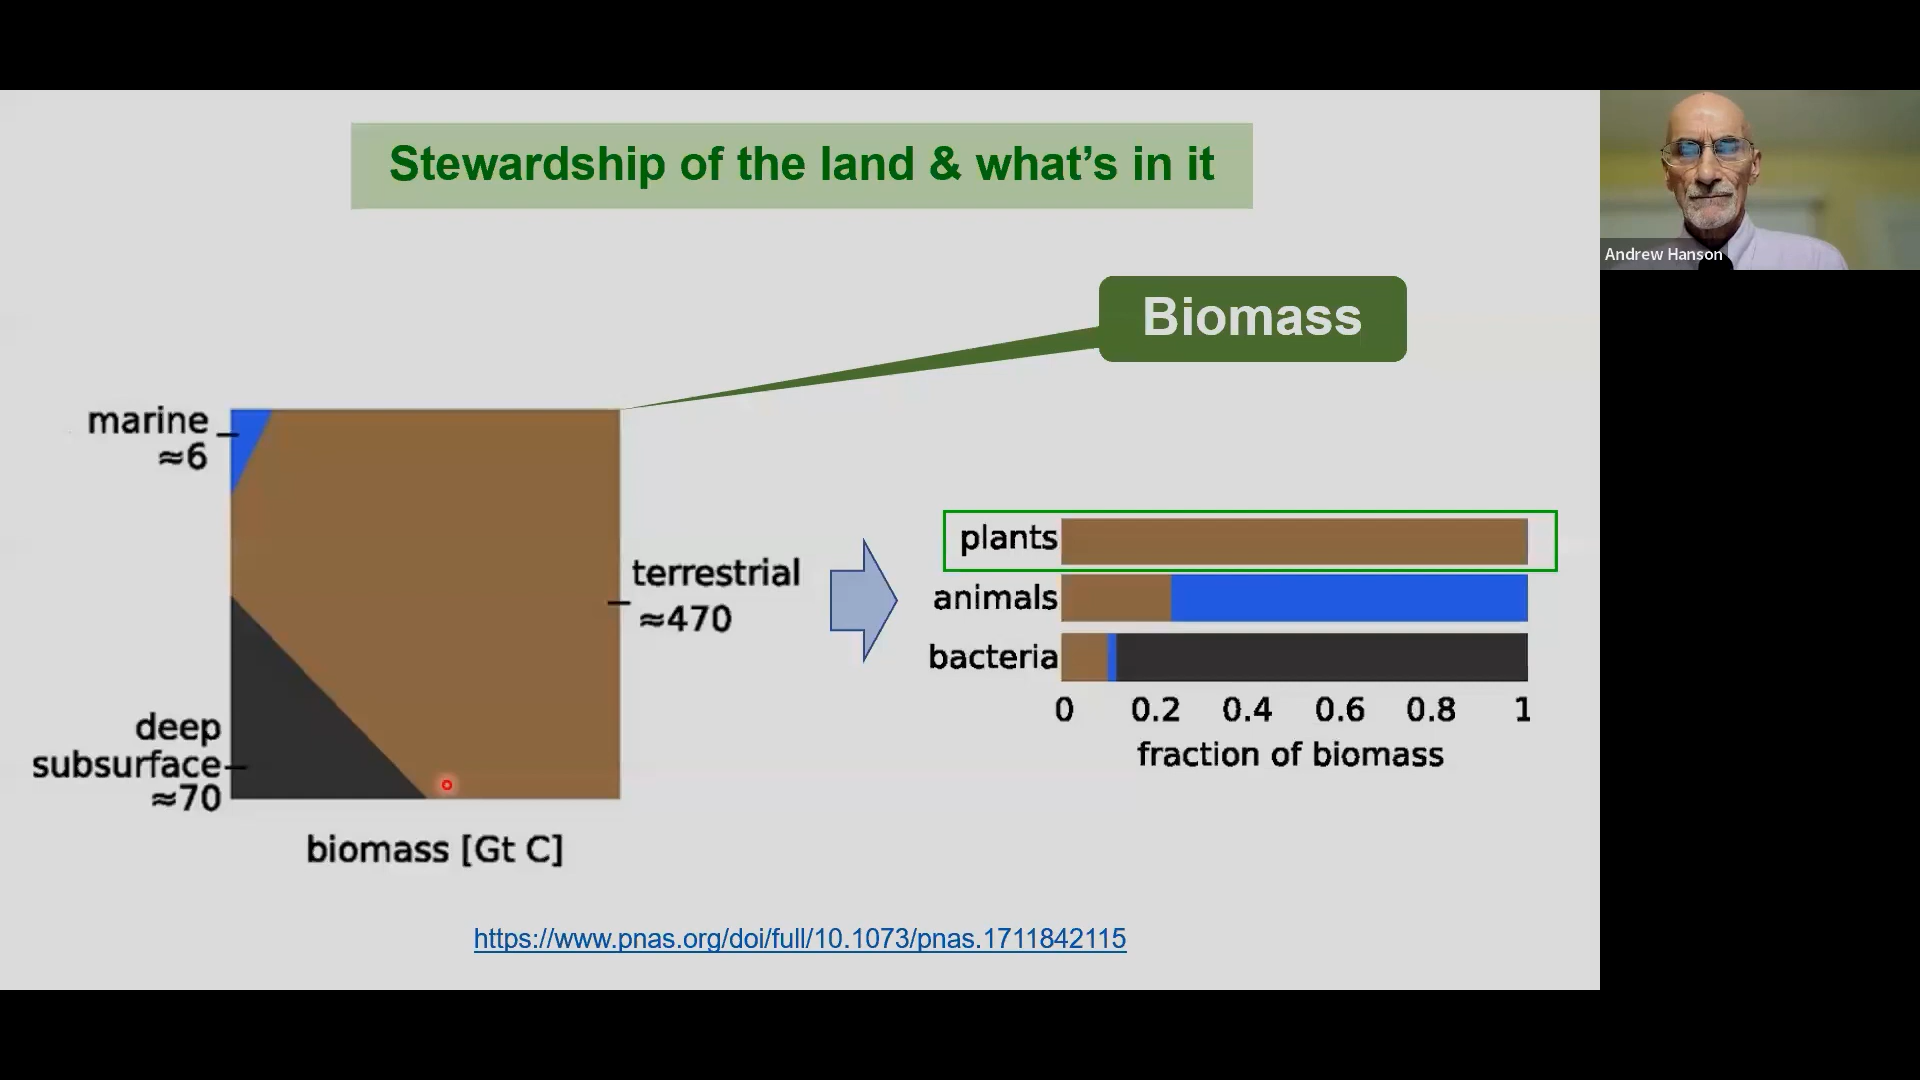 Stewardship of the land & what's in it
Andrew Hanson
Biomass
marine
≈6
terrestrial
≈470
deep
subsurface
≈70
biomass [Gt C]
plants
animals
bacteria
0 0.2 0.4 0.6 0.8 1
fraction of biomass
https://www.pnas.org/doi/full/10.1073/pnas.1711842115